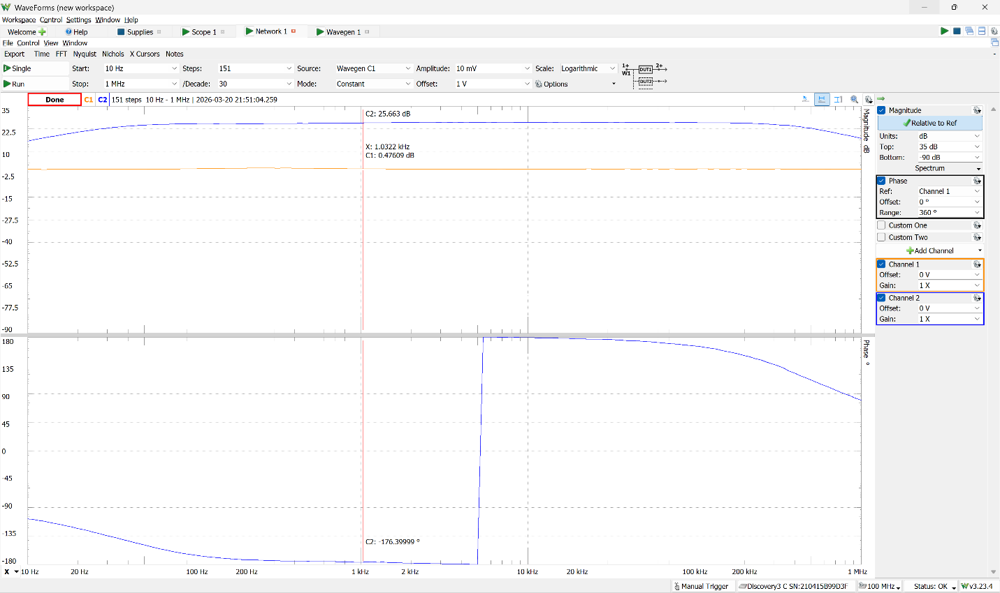 WaveForms (new workspace)
Workspace Control Settings Window Help
Welcome Help Supplies Scope 1 Network 1 Wavegen 1
File Control View Window
Export Time FFT Nyquist Nichols X Cursors Notes
Single Start: 10 Hz Steps: 151 Source: Wavegen C1 Amplitude: 10 mV Scale: Logarithmic
1+ 2+
W1 DUT1
DUT2
Run Stop: 1 MHz /Decade: 30 Mode: Constant Offset: 1 V Options
Done C1 C2 151 steps 10 Hz - 1 MHz | 2026-03-20 21:51:04.259
35
22.5
10
-2.5
-15
-27.5
-40
-52.5
-65
-77.5
-90
C2: 25.663 dB
X: 1.0322 kHz
C1: 0.47609 dB
Magnitude dB
180
135
90
45
0
-45
-90
-135
-180
C2: -176.39999 °
Phase °
X 10 Hz 20 Hz 100 Hz 200 Hz 1 kHz 2 kHz 10 kHz 20 kHz 100 kHz 200 kHz 1 MHz
Magnitude
Relative to Ref
Units: dB
Top: 35 dB
Bottom: -90 dB
Spectrum
Phase
Ref: Channel 1
Offset: 0 °
Range: 360 °
Custom One
Custom Two
Add Channel
Channel 1
Offset: 0 V
Gain: 1 X
Channel 2
Offset: 0 V
Gain: 1 X
Manual Trigger Discovery3 C SN:210415B99D3F 100 MHz Status: OK v3.23.4